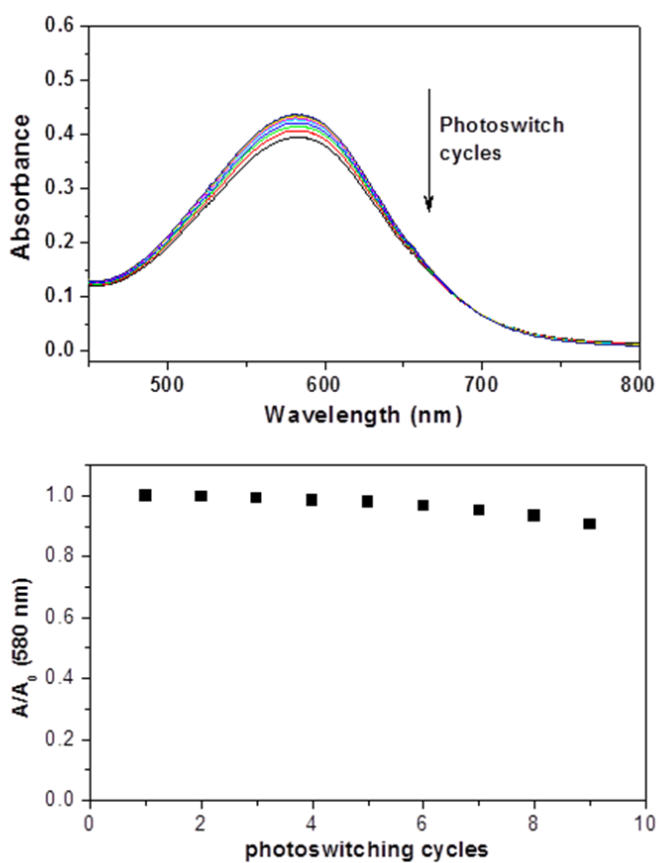 0.6
0.5
0.4
0.3
0.2
0.1
0.0
Absorbance
Photoswitch
cycles
500 600 700 800
Wavelength (nm)
1.0
0.8
0.6
0.4
0.2
0.0
A/A₀ (580 nm)
0 2 4 6 8 10
photoswitching cycles